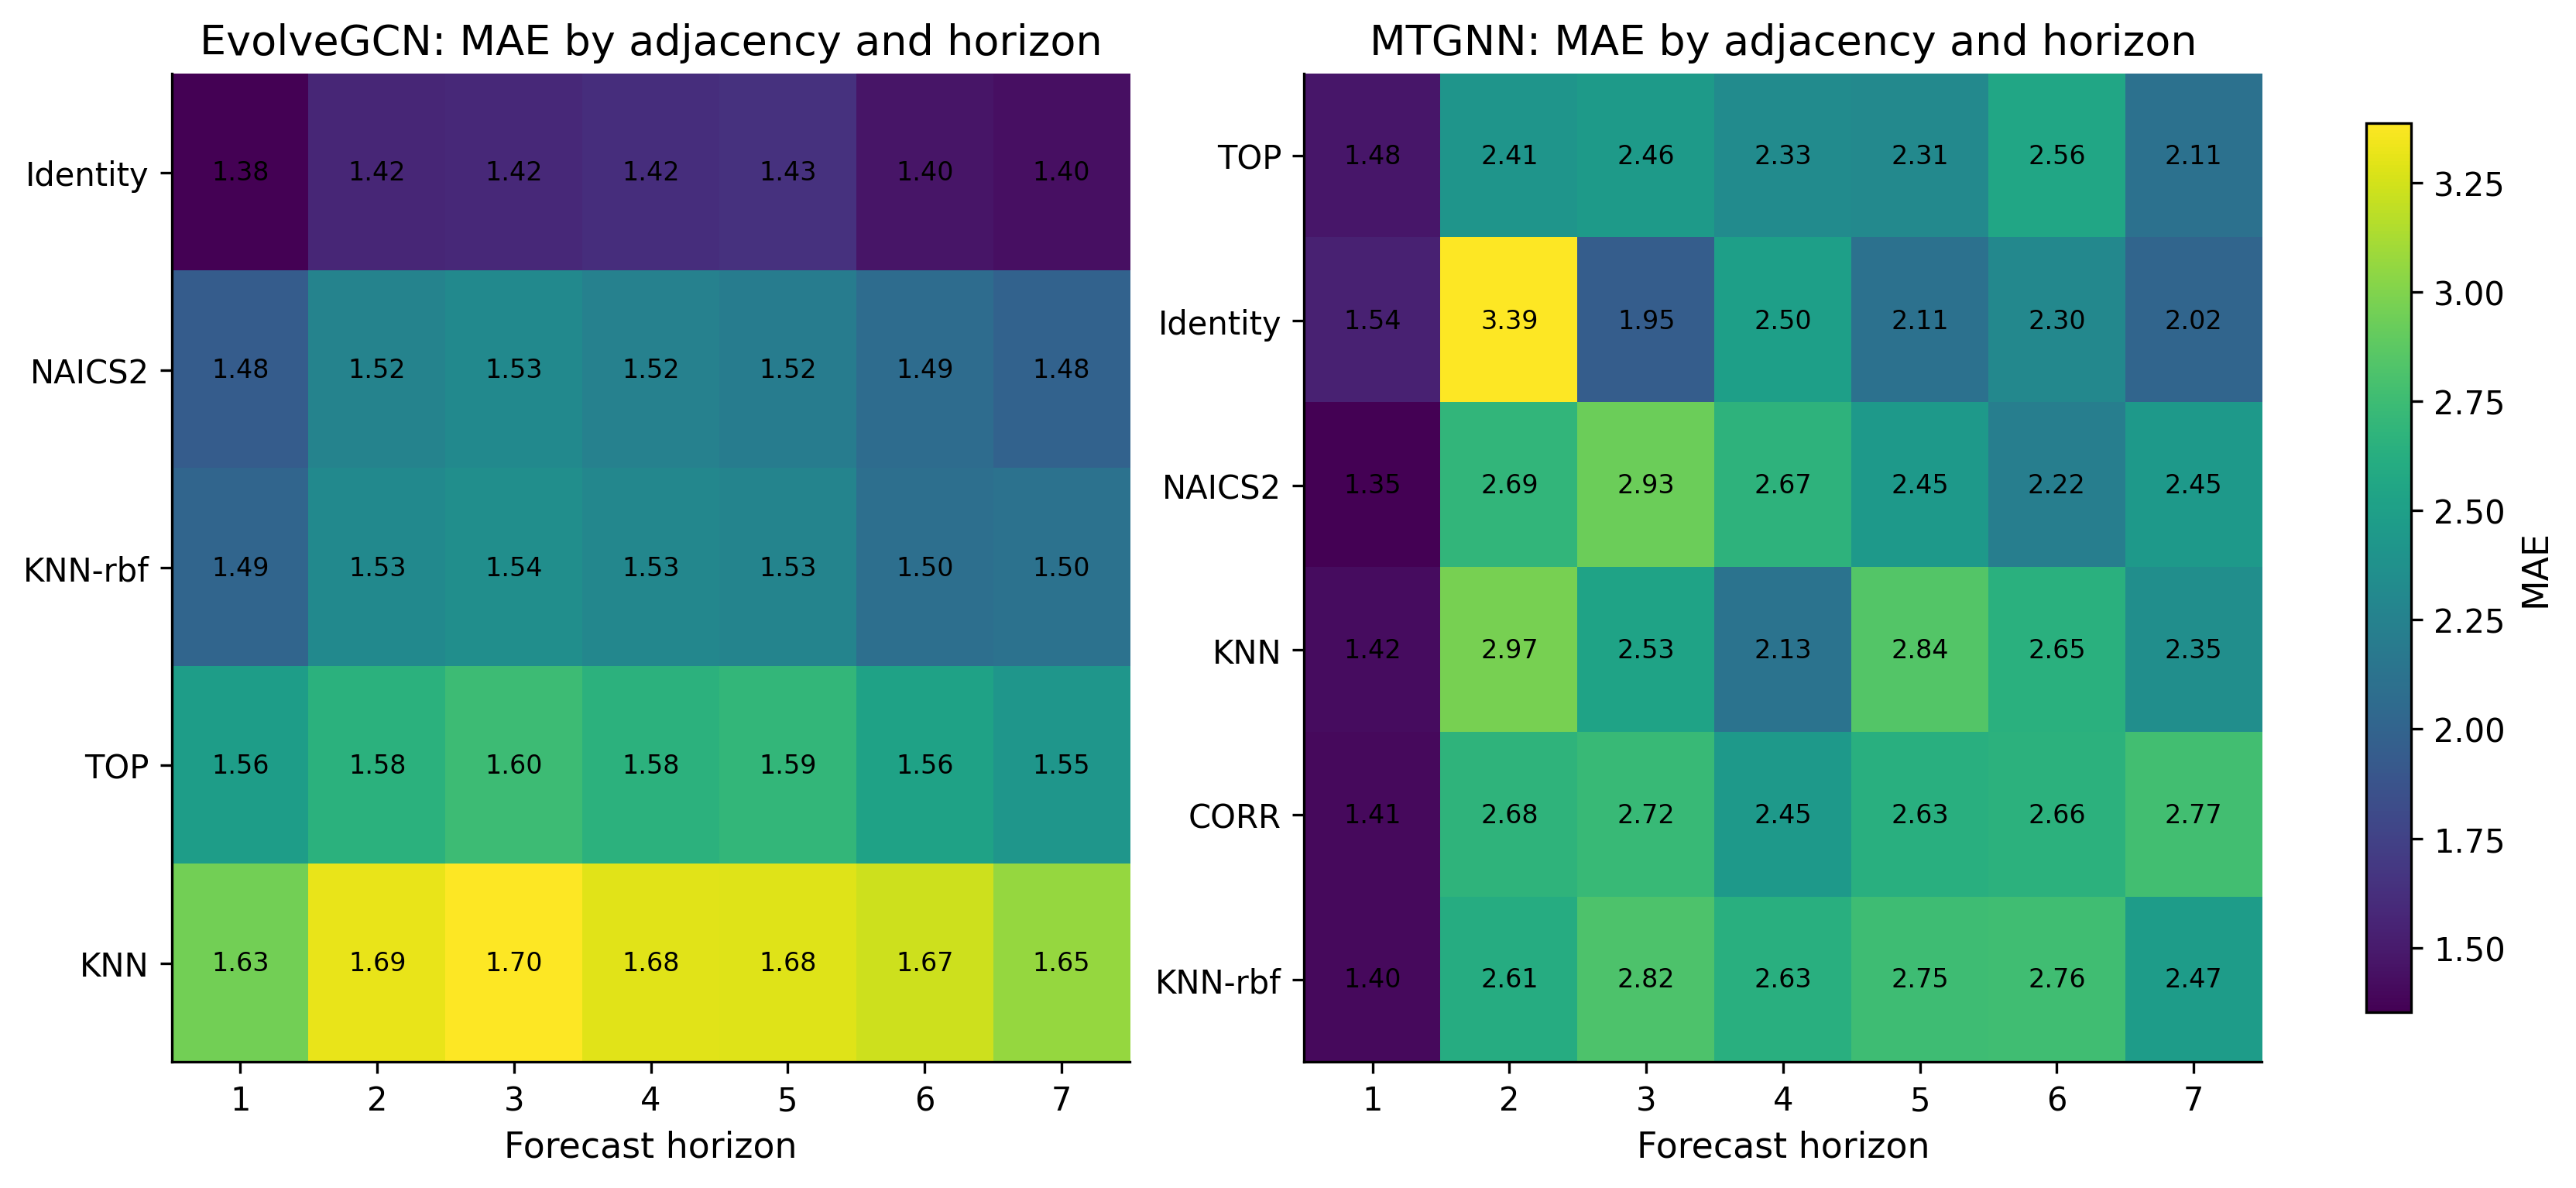 EvolveGCN: MAE by adjacency and horizon
Identity 1.38 1.42 1.42 1.42 1.43 1.40 1.40
NAICS2 1.48 1.52 1.53 1.52 1.52 1.49 1.48
KNN-rbf 1.49 1.53 1.54 1.53 1.53 1.50 1.50
TOP 1.56 1.58 1.60 1.58 1.59 1.56 1.55
KNN 1.63 1.69 1.70 1.68 1.68 1.67 1.65
1 2 3 4 5 6 7
Forecast horizon
MTGNN: MAE by adjacency and horizon
TOP 1.48 2.41 2.46 2.33 2.31 2.56 2.11
Identity 1.54 3.39 1.95 2.50 2.11 2.30 2.02
NAICS2 1.35 2.69 2.93 2.67 2.45 2.22 2.45
KNN 1.42 2.97 2.53 2.13 2.84 2.65 2.35
CORR 1.41 2.68 2.72 2.45 2.63 2.66 2.77
KNN-rbf 1.40 2.61 2.82 2.63 2.75 2.76 2.47
1 2 3 4 5 6 7
Forecast horizon
3.25
3.00
2.75
2.50
2.25
2.00
1.75
1.50
MAE